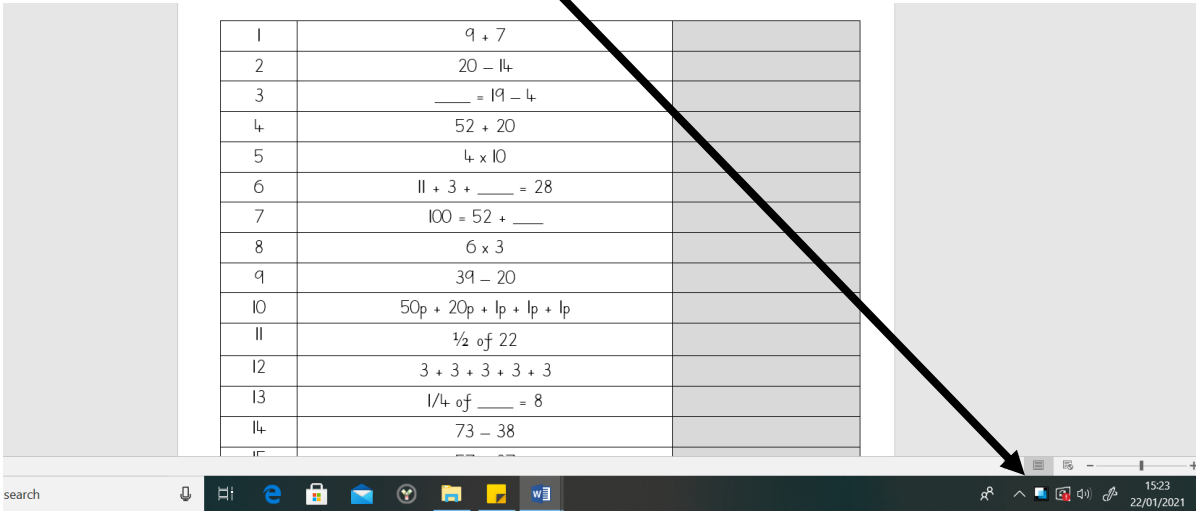 1 9 + 7
2 20 – 14
3 ____ = 19 – 4
4 52 + 20
5 4 x 10
6 11 + 3 + ____ = 28
7 100 = 52 + ___
8 6 x 3
9 39 – 20
10 50p + 20p + 1p + 1p + 1p
11 ½ of 22
12 3 + 3 + 3 + 3 + 3
13 1/4 of ____ = 8
14 73 – 38
search
15:23
22/01/2021